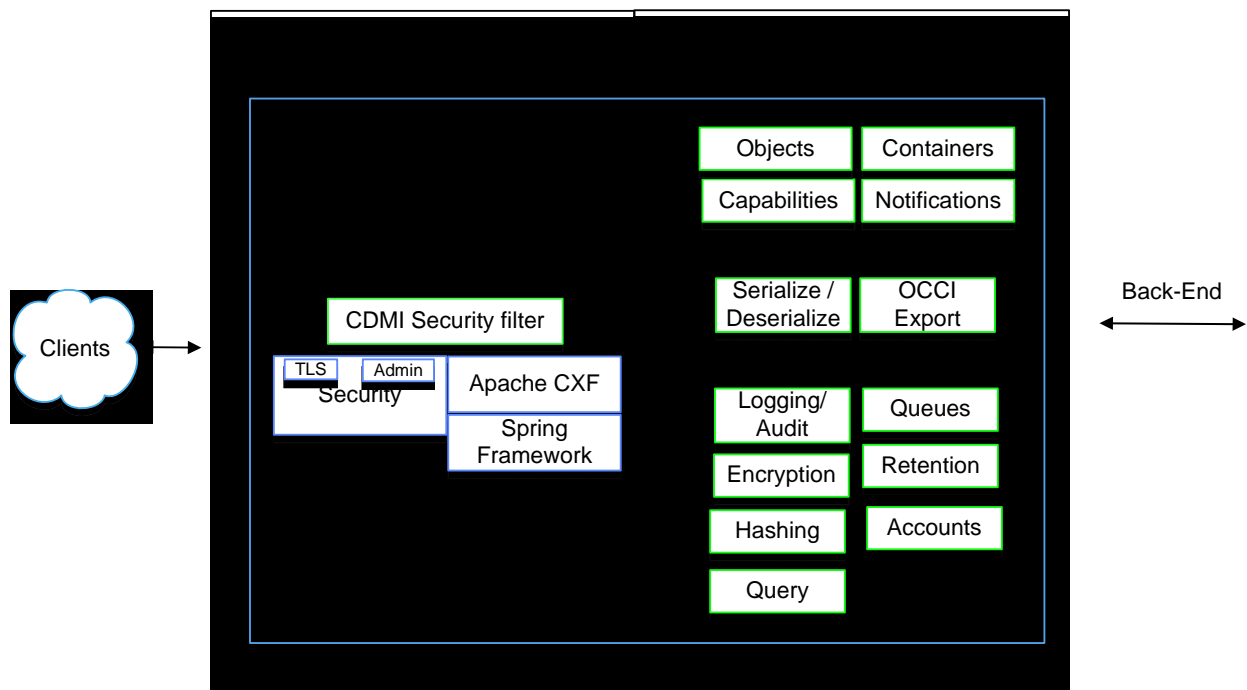 Objects
Containers
Capabilities
Notifications
Back-End
Serialize /
Deserialize
OCCI
Export
CDMI Security filter
Clients
TLS
Admin
Security
Apache CXF
Spring
Framework
Logging/
Audit
Queues
Encryption
Retention
Hashing
Accounts
Query